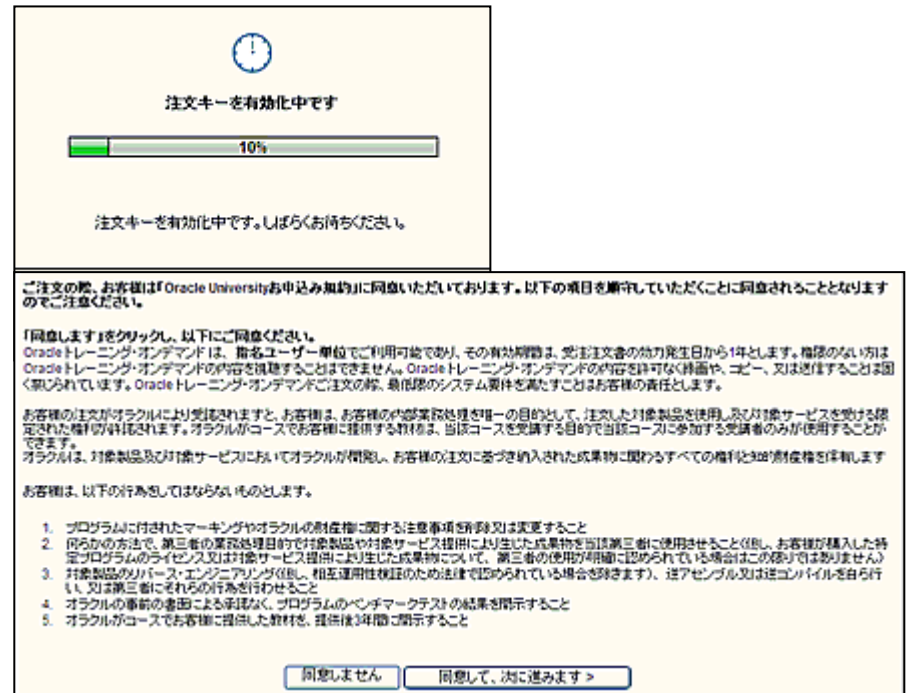 注文キーを有効化中です
10%
注文キーを有効化中です。しばらくお待ちください。
ご注文の際、お客様は「Oracle Universityお申込み規約」に同意いただいております。以下の項目を順守していただくことに同意されることとなります
のでご注意ください。
「同意します」をクリックし、以下にご同意ください。
Oracleトレーニング・オンデマンドは、指名ユーザー単位でご利用可能であり、その有効期間は、受注注文書の効力発生日から1年とします。権限のない方は
Oracleトレーニング・オンデマンドの内容を視聴することはできません。Oracleトレーニング・オンデマンドの内容を許可なく録画や、コピー、又は送信することは固
く禁じられています。Oracleトレーニング・オンデマンドご注文の際、最低限のシステム要件を満たすことはお客様の責任とします。
お客様の注文がオラクルにより受諾されますと、お客様は、お客様の内部業務処理を唯一の目的として、注文した対象製品を使用し及び対象サービスを受ける限
定された権利が許諾されます。オラクルがコースでお客様に提供する教材は、当該コースを受講する目的で当該コースに参加する受講者のみが使用することが
できます。
オラクルは、対象製品及び対象サービスにおいてオラクルが開発し、お客様の注文に基づき納入された成果物に関わるすべての権利と知的財産権を保有します
お客様は、以下の行為をしてはならないものとします。
1. プログラムに付されたマーキングやオラクルの財産権に関する注意事項を削除又は変更すること
2. 何らかの方法で、第三者の業務処理目的で対象製品や対象サービス提供により生じた成果物を当該第三者に使用させること(但し、お客様が購入した特
定プログラムのライセンス又は対象サービス提供により生じた成果物について、第三者の使用が明確に認められている場合はこの限りではありません)
3. 対象製品のリバース・エンジニアリング(但し、相互運用性検証のため法律で認められている場合を除きます)、逆アセンブル又は逆コンパイルを自ら行
い、又は第三者にそれらの行為を行わせること
4. オラクルの事前の書面による承諾なく、プログラムのベンチマークテストの結果を開示すること
5. オラクルがコースでお客様に提供した教材を、提供後3年間に開示すること
同意しません 同意して、次に進みます >